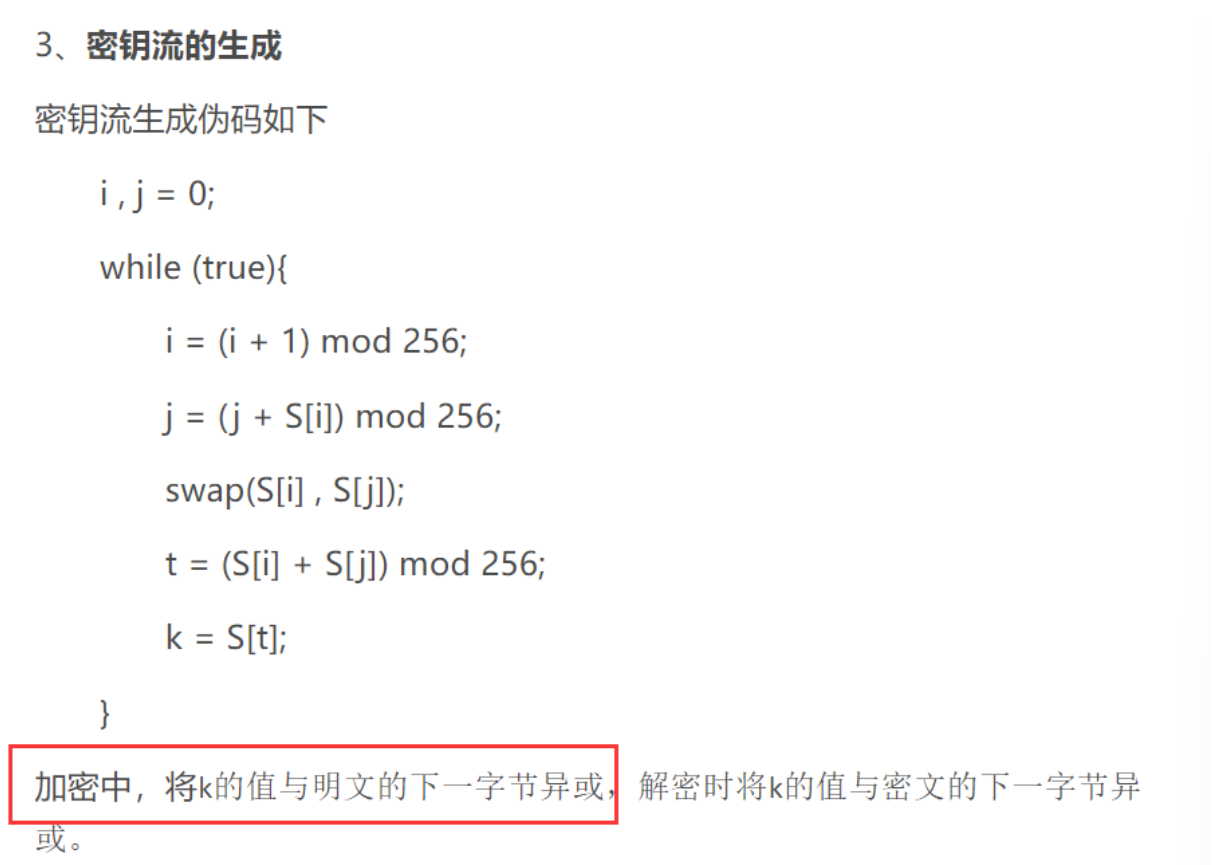 3、密钥流的生成
密钥流生成伪码如下
i , j = 0;
while (true){
i = (i + 1) mod 256;
j = (j + S[i]) mod 256;
swap(S[i] , S[j]);
t = (S[i] + S[j]) mod 256;
k = S[t];
}
加密中，将k的值与明文的下一字节异或，解密时将k的值与密文的下一字节异
或。